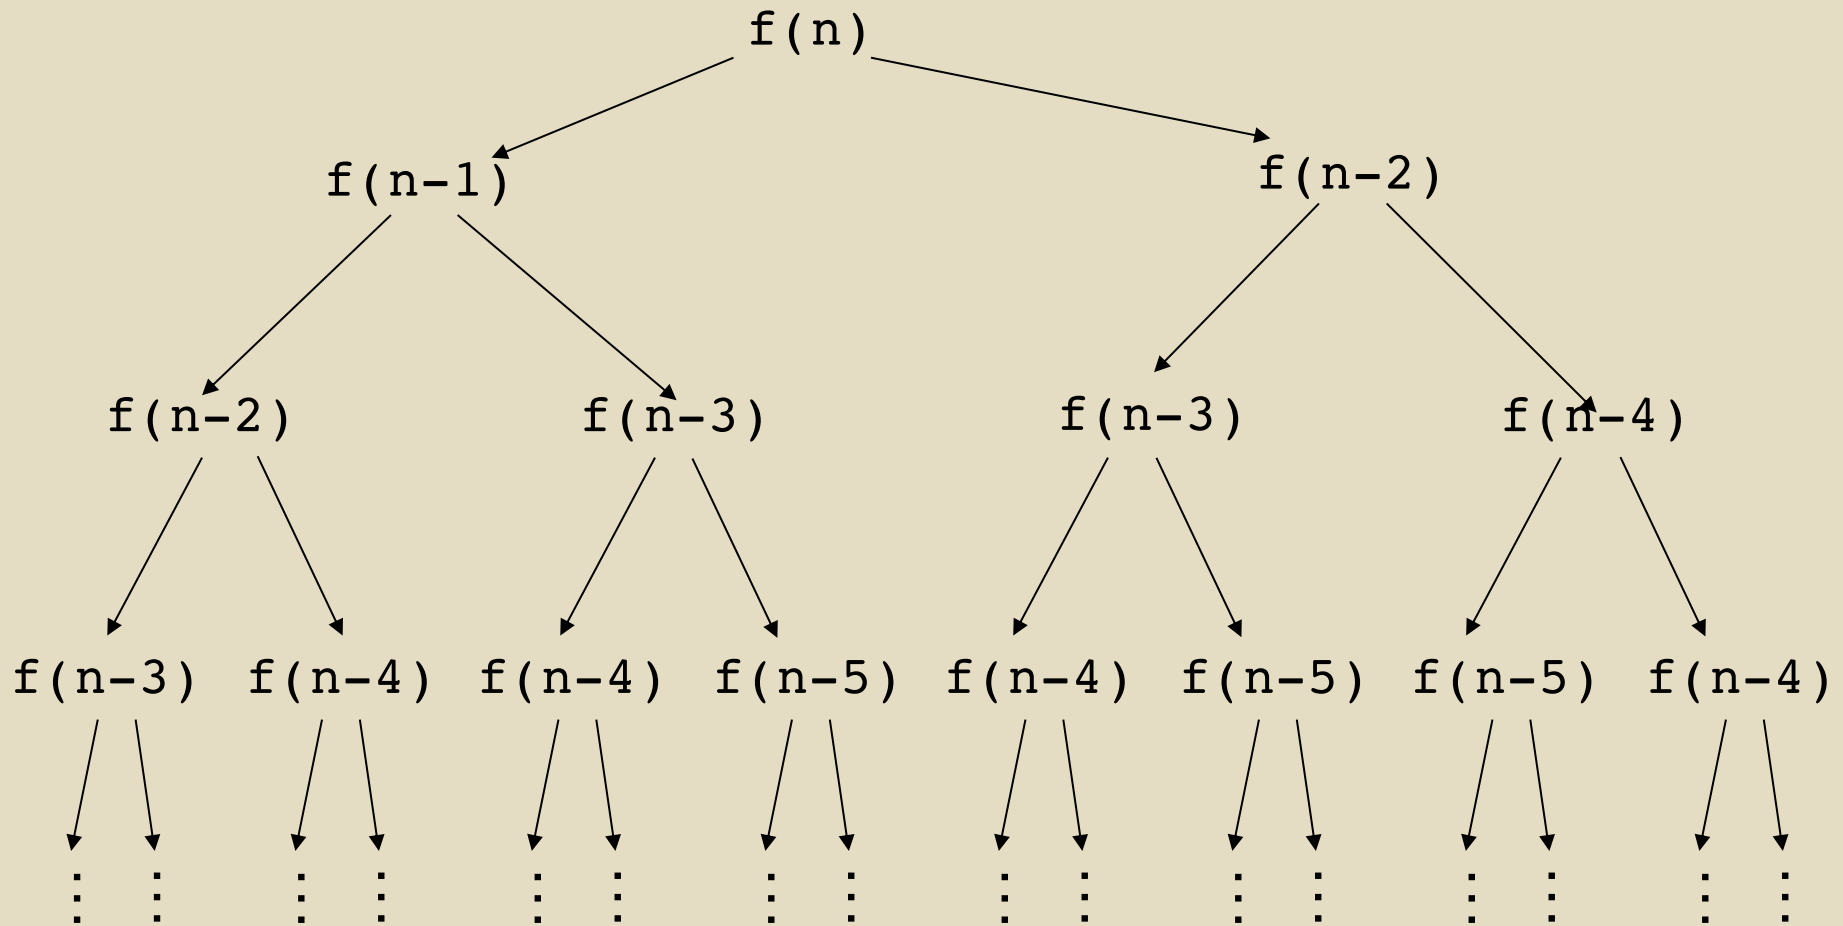 f(n)
f(n-1) f(n-2)
f(n-2) f(n-3) f(n-3) f(n-4)
f(n-3) f(n-4) f(n-4) f(n-5) f(n-4) f(n-5) f(n-5) f(n-4)